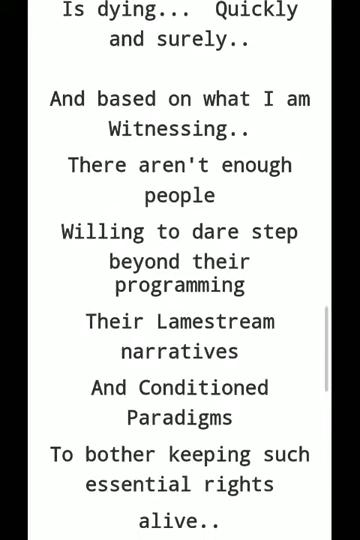 Is dying... Quickly
and surely..
And based on what I am
Witnessing..
There aren't enough
people
Willing to dare step
beyond their
programming
Their Lamestream
narratives
And Conditioned
Paradigms
To bother keeping such
essential rights
alive..